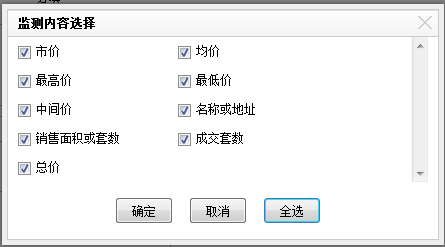 监测内容选择
市价 均价
最高价 最低价
中间价 名称或地址
销售面积或套数 成交套数
总价
确定 取消 全选